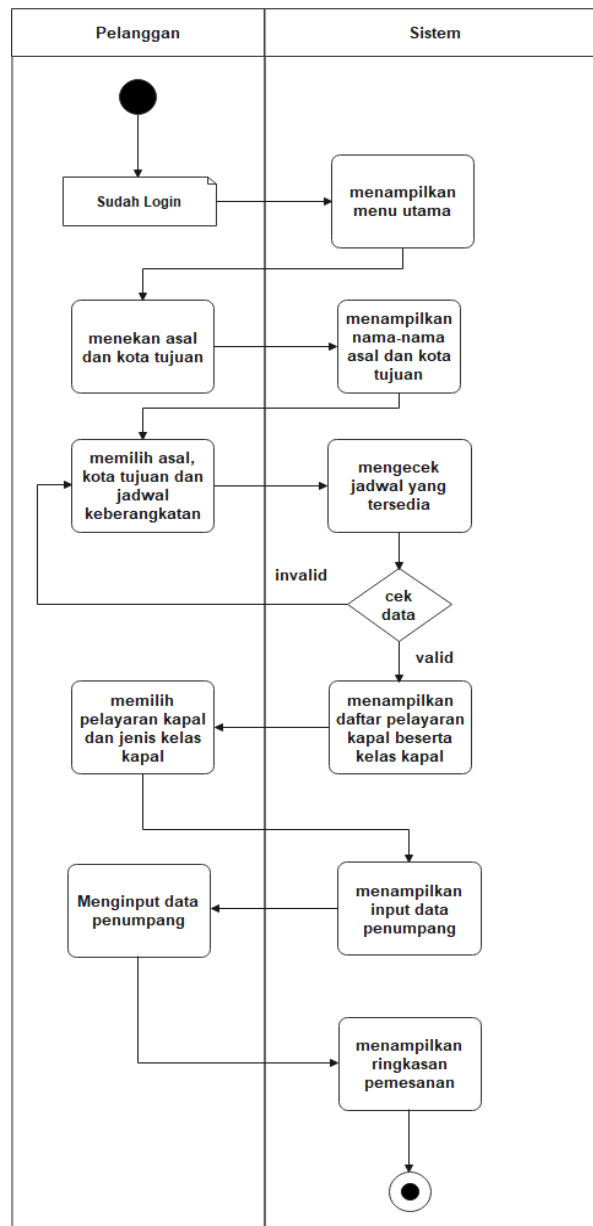 Pelanggan
Sistem
Sudah Login
menampilkan
menu utama
menekan asal
dan kota tujuan
menampilkan
nama-nama
asal dan kota
tujuan
memilih asal,
kota tujuan dan
jadwal
keberangkatan
mengecek
jadwal yang
tersedia
invalid
cek
data
valid
memilih
pelayaran kapal
dan jenis kelas
kapal
menampilkan
daftar pelayaran
kapal beserta
kelas kapal
Menginput data
penumpang
menampilkan
input data
penumpang
menampilkan
ringkasan
pemesanan